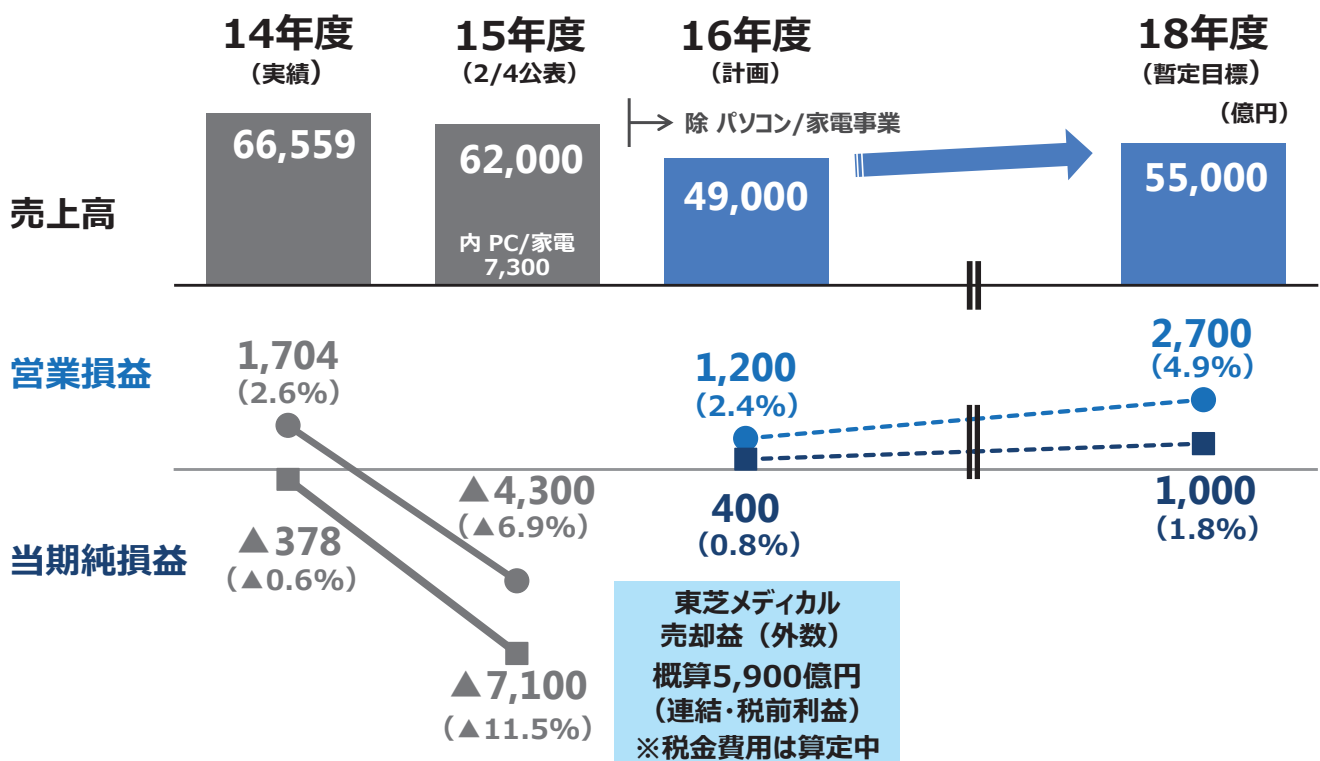 14年度
(実績)
15年度
(2/4公表)
16年度
(計画)
18年度
(暫定目標)
(億円)
除 パソコン/家電事業
売上高
66,559
62,000
内 PC/家電
7,300
49,000
55,000
営業損益
1,704
(2.6%)
▲4,300
(▲6.9%)
1,200
(2.4%)
2,700
(4.9%)
当期純損益
▲378
(▲0.6%)
▲7,100
(▲11.5%)
400
(0.8%)
1,000
(1.8%)
東芝メディカル
売却益（外数）
概算5,900億円
（連結･税前利益）
※税金費用は算定中